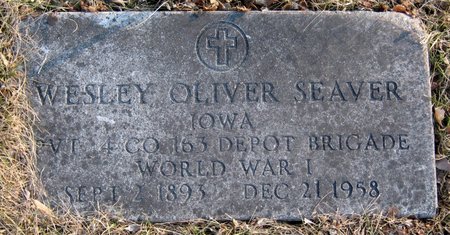 WESLEY OLIVER SEAVER
IOWA
PVT 4 CO 163 DEPOT BRIGADE
WORLD WAR I
SEPT 2 1893 DEC 21 1958